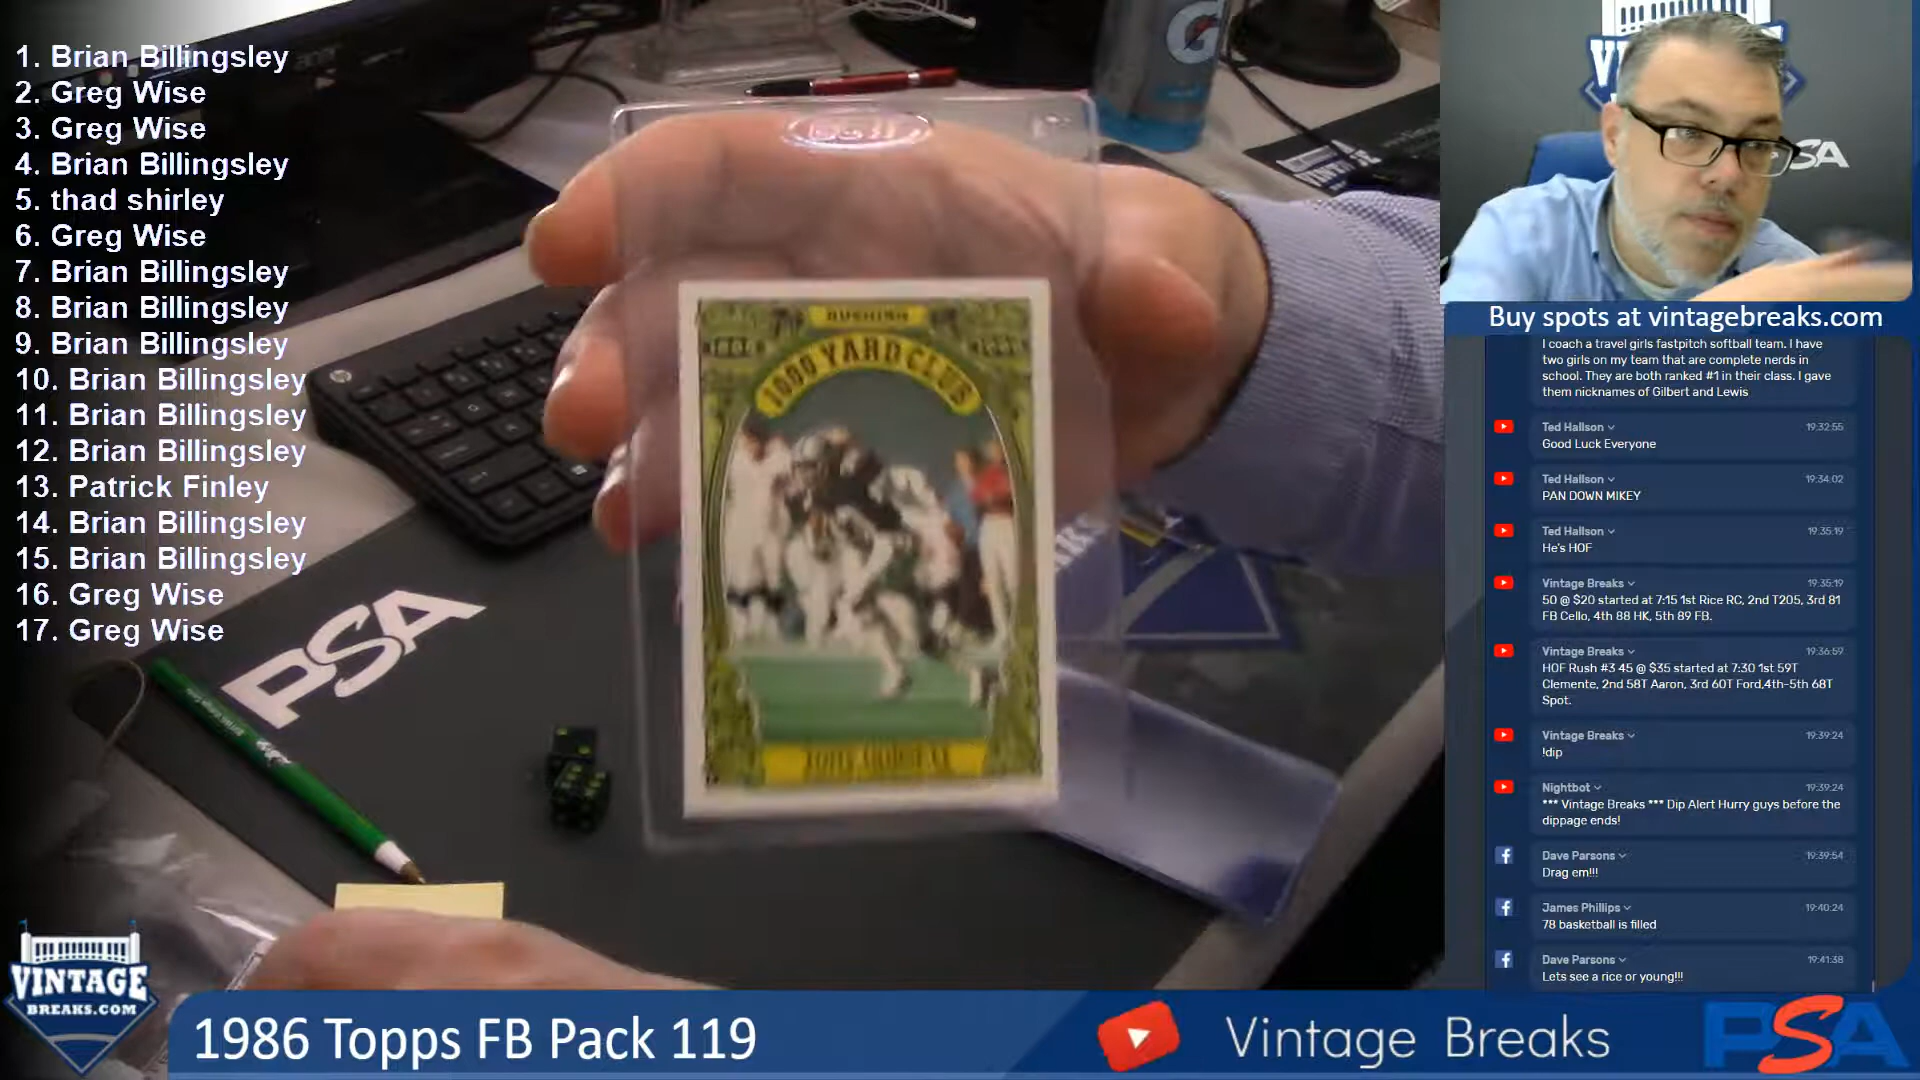 1. Brian Billingsley
2. Greg Wise
3. Greg Wise
4. Brian Billingsley
5. thad shirley
6. Greg Wise
7. Brian Billingsley
8. Brian Billingsley
9. Brian Billingsley
10. Brian Billingsley
11. Brian Billingsley
12. Brian Billingsley
13. Patrick Finley
14. Brian Billingsley
15. Brian Billingsley
16. Greg Wise
17. Greg Wise
PSA
RUSHING
1000 YARD CLUB
TONY DORSETT
PSA
Buy spots at vintagebreaks.com
I coach a travel girls fastpitch softball team. I have
two girls on my team that are complete nerds in
school. They are both ranked #1 in their class. I gave
them nicknames of Gilbert and Lewis
Ted Hallson 19:32:55
Good Luck Everyone
Ted Hallson 19:34:02
PAN DOWN MIKEY
Ted Hallson 19:35:19
He's HOF
Vintage Breaks 19:35:19
50 @ $20 started at 7:15 1st Rice RC, 2nd T205, 3rd 81
FB Cello, 4th 88 HK, 5th 89 FB.
Vintage Breaks 19:36:59
HOF Rush #3 45 @ $35 started at 7:30 1st 59T
Clemente, 2nd 58T Aaron, 3rd 60T Ford,4th-5th 68T
Spot.
Vintage Breaks 19:39:24
!dip
Nightbot 19:39:24
*** Vintage Breaks *** Dip Alert Hurry guys before the
dippage ends!
Dave Parsons 19:39:54
Drag em!!!
James Phillips 19:40:24
78 basketball is filled
Dave Parsons 19:41:38
Lets see a rice or young!!!
VINTAGE
BREAKS.COM
1986 Topps FB Pack 119
Vintage Breaks
PSA